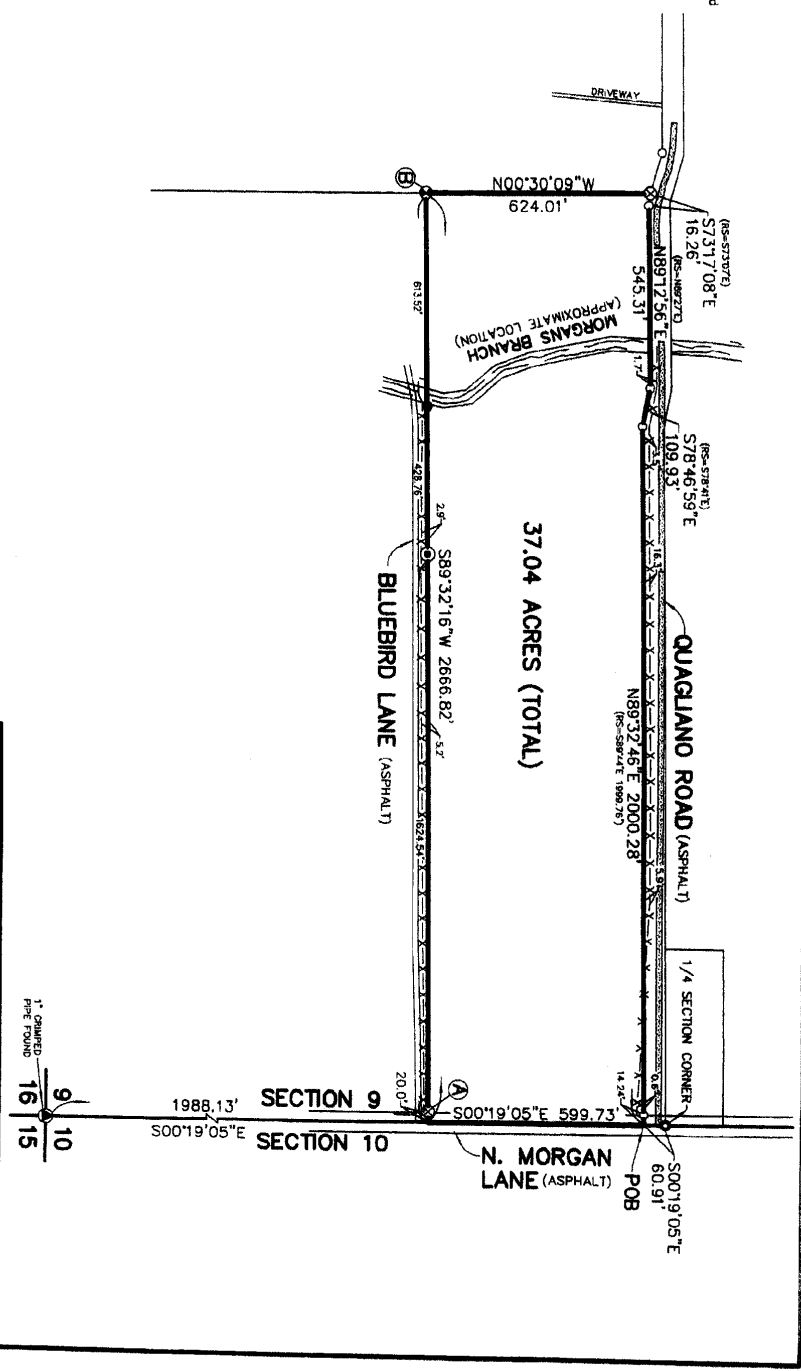 d
DRIVEWAY
N00°30'09"W
624.01'
(RS=S73°07'E)
S73°17'08"E
16.26'
(RS=N89°27'E)
N89°12'56"E
545.31'
MORGANS BRANCH
(APPROXIMATE LOCATION)
1.7'
(RS=S78°41'E)
S78°46'59"E
109.93'
B
613.52'
428.76'
2.9'
S89°32'16"W 2666.82'
5.2'
1624.54'
BLUEBIRD LANE (ASPHALT)
37.04 ACRES (TOTAL)
16.3'
QUAGLIANO ROAD (ASPHALT)
N89°32'46"E 2000.28'
(RS=S89°44'E 1999.76')
5.9'
1/4 SECTION CORNER
0.6'
14.24'
S00°19'05"E
60.91'
POB
A
S00°19'05"E 599.73'
20.0'
N. MORGAN
LANE (ASPHALT)
SECTION 9
SECTION 10
1988.13'
S00°19'05"E
1" CRIMPED
PIPE FOUND
9
10
16
15